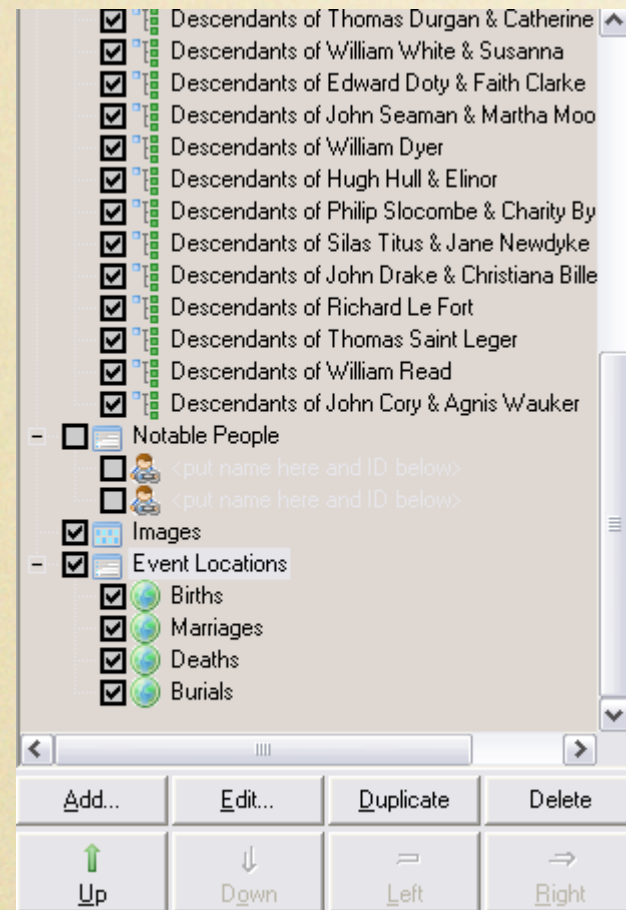 Descendants of Thomas Durgan & Catherine
Descendants of William White & Susanna
Descendants of Edward Doty & Faith Clarke
Descendants of John Seaman & Martha Moo
Descendants of William Dyer
Descendants of Hugh Hull & Elinor
Descendants of Philip Slocombe & Charity By
Descendants of Silas Titus & Jane Newdyke
Descendants of John Drake & Christiana Bille
Descendants of Richard Le Fort
Descendants of Thomas Saint Leger
Descendants of William Read
Descendants of John Cory & Agnis Wauker
Notable People
<put name here and ID below>
<put name here and ID below>
Images
Event Locations
Births
Marriages
Deaths
Burials
Add... Edit... Duplicate Delete
Up Down Left Right